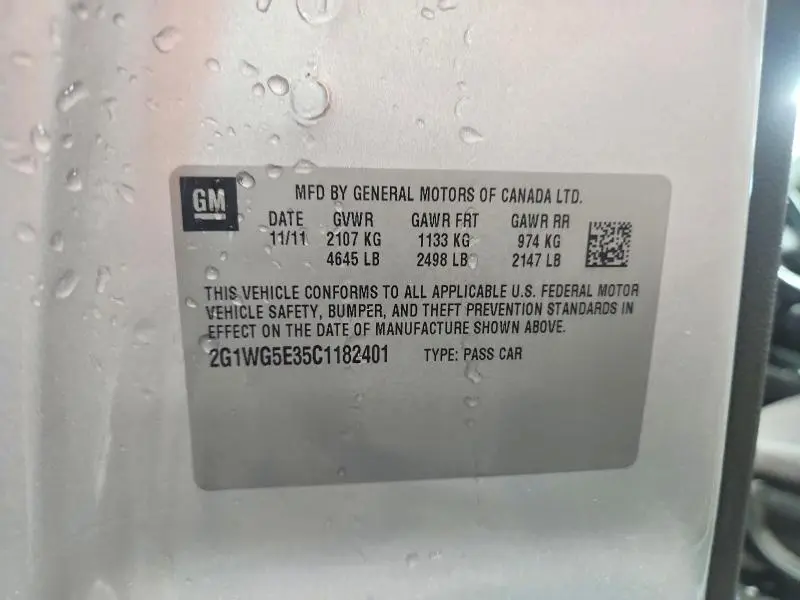 GM
MFD BY GENERAL MOTORS OF CANADA LTD.
DATE GVWR GAWR FRT GAWR RR
11/11 2107 KG 1133 KG 974 KG
4645 LB 2498 LB 2147 LB
THIS VEHICLE CONFORMS TO ALL APPLICABLE U.S. FEDERAL MOTOR
VEHICLE SAFETY, BUMPER, AND THEFT PREVENTION STANDARDS IN
EFFECT ON THE DATE OF MANUFACTURE SHOWN ABOVE.
2G1WG5E35C1182401 TYPE: PASS CAR